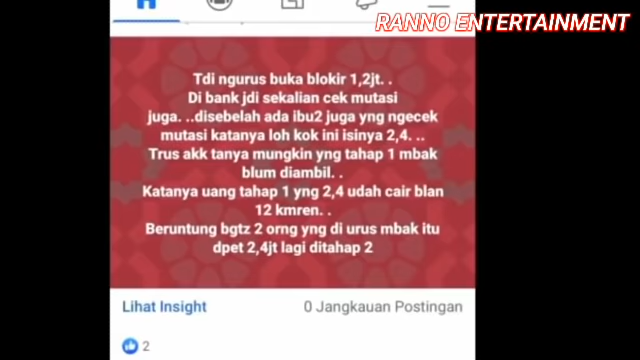 RANNO ENTERTAINMENT
Tdi ngurus buka blokir 1,2jt. .
Di bank jdi sekalian cek mutasi
juga. ..disebelah ada ibu2 juga yng ngecek
mutasi katanya loh kok ini isinya 2,4. ..
Trus akk tanya mungkin yng tahap 1 mbak
blum diambil. .
Katanya uang tahap 1 yng 2,4 udah cair blan
12 kmren. .
Beruntung bgtz 2 orng yng di urus mbak itu
dpet 2,4jt lagi ditahap 2
Lihat Insight
0 Jangkauan Postingan
2